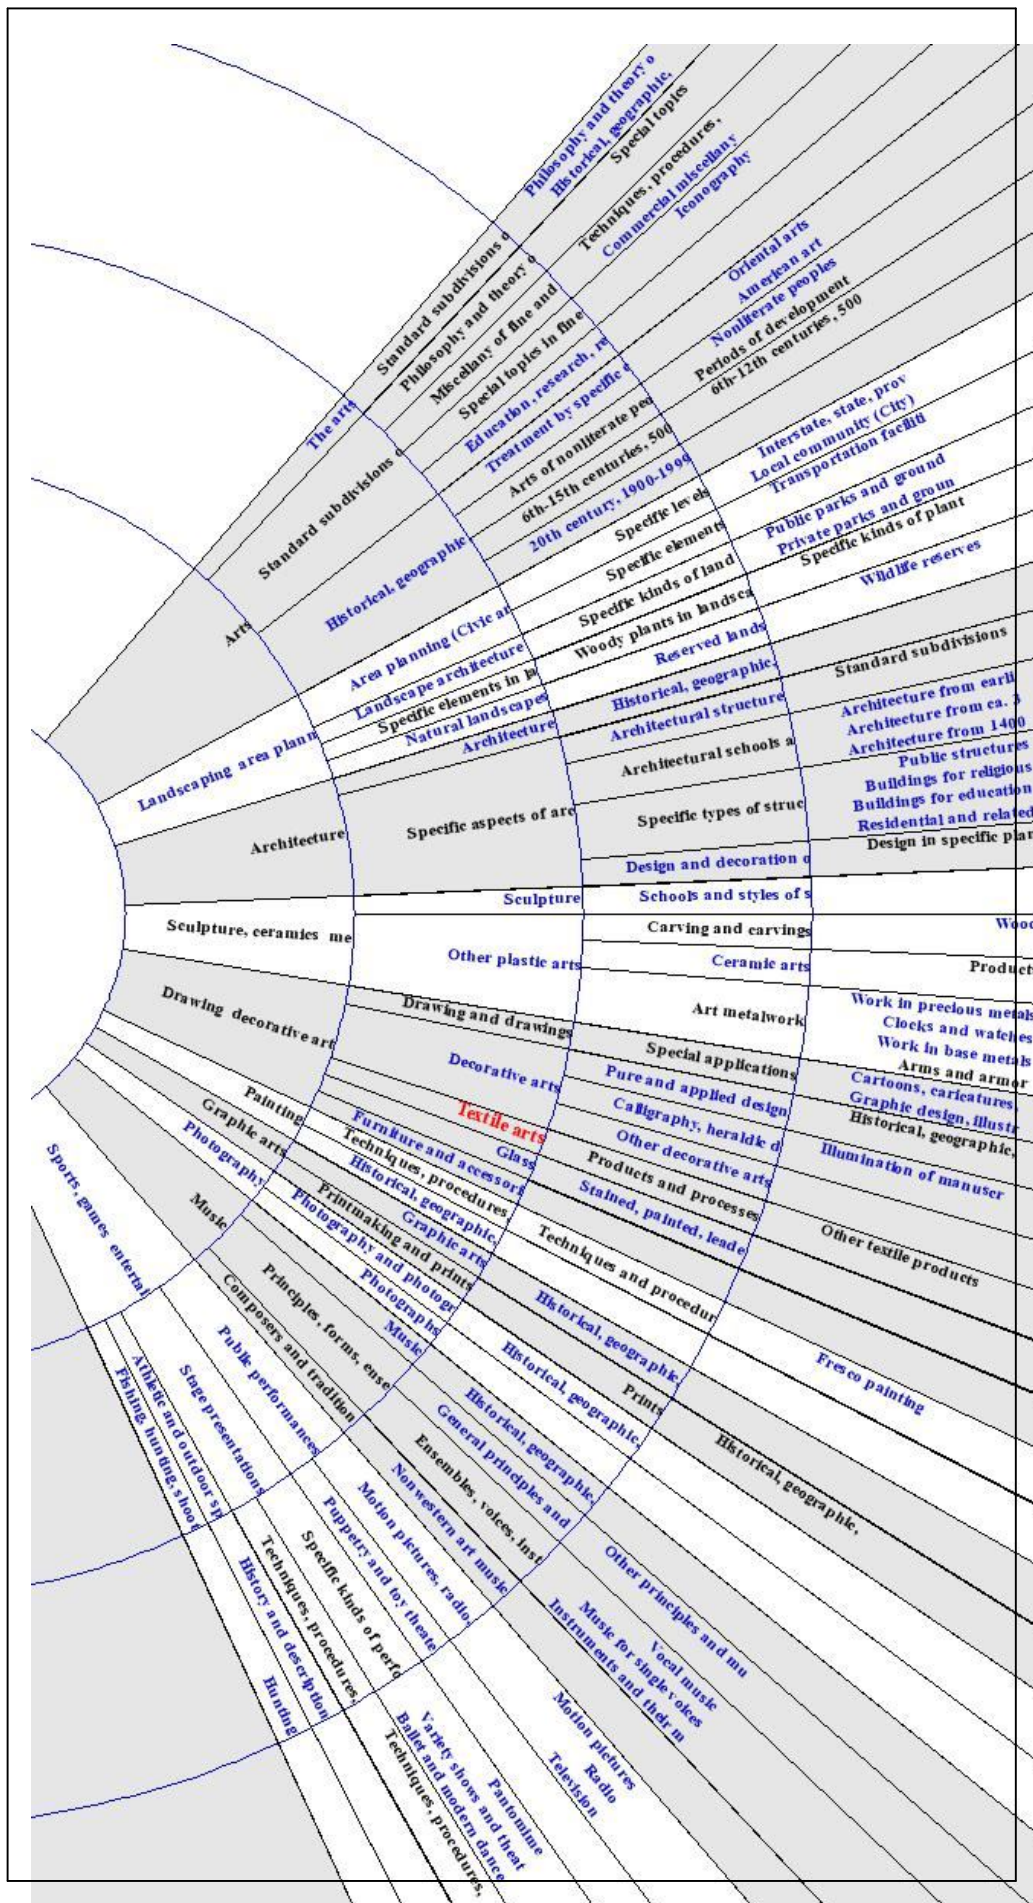 Philosophy and theory o
Historical, geographic,
Special topics
Techniques, procedures,
Commercial miscellany
Iconography
Oriental arts
American art
Nonliterate peoples
Periods of development
6th-12th centuries, 500
Standard subdivisions o
Philosophy and theory o
Miscellany of fine and
Special topics in fine
Education, research, re
Treatment by specific c
Arts of nonliterate peo
6th-15th centuries, 500
20th century, 1900-1999
The arts
Standard subdivisions o
Historical, geographic
Arts
Interstate, state, prov
Local community (City)
Transportation faciliti
Public parks and ground
Private parks and groun
Specific kinds of plant
Wildlife reserves
Specific levels
Specific elements
Specific kinds of land
Woody plants in landsca
Reserved lands
Area planning (Civic ar
Landscape architecture
Specific elements in la
Natural landscapes
Landscaping area plann
Architecture
Historical, geographic,
Architectural structure
Standard subdivisions
Architectural schools a
Architecture from earli
Architecture from ca. 3
Architecture from 1400
Specific aspects of arc
Architecture
Specific types of struc
Public structures
Buildings for religious
Buildings for education
Residential and related
Design and decoration o
Design in specific plan
Sculpture
Schools and styles of s
Sculpture, ceramics me
Other plastic arts
Carving and carvings
Wood
Ceramic arts
Product
Art metalwork
Work in precious metals
Clocks and watches
Work in base metals
Arms and armor
Drawing decorative art
Drawing and drawings
Special applications
Cartoons, caricatures,
Graphic design, illustr
Historical, geographic,
Decorative arts
Pure and applied design
Calligraphy, heraldic d
Illumination of manuscr
Other decorative arts
Textile arts
Products and processes
Other textile products
Glass
Stained, painted, leade
Furniture and accessori
Painting
Techniques, procedures
Historical, geographic,
Techniques and procedur
Fresco painting
Graphic arts
Graphic arts
Printmaking and prints
Historical, geographic
Prints
Historical, geographic,
Photography
Photography and photogr
Photographs
Historical, geographic,
Music
Music
Principles, forms, ense
Composers and tradition
Historical, geographic,
General principles and
Ensembles, voices, inst
Nonwestern art music
Other principles and mu
Vocal music
Music for single voices
Instruments and their m
Sports, games entertai
Public performances
Stage presentations
Athletic and outdoor sp
Fishing, hunting, shoot
Motion pictures, radio,
Puppetry and toy theate
Specific kinds of perfo
Techniques, procedures,
History and description
Hunting
Motion pictures
Radio
Television
Pantomime
Variety shows and theat
Ballet and modern dance
Techniques, procedures,